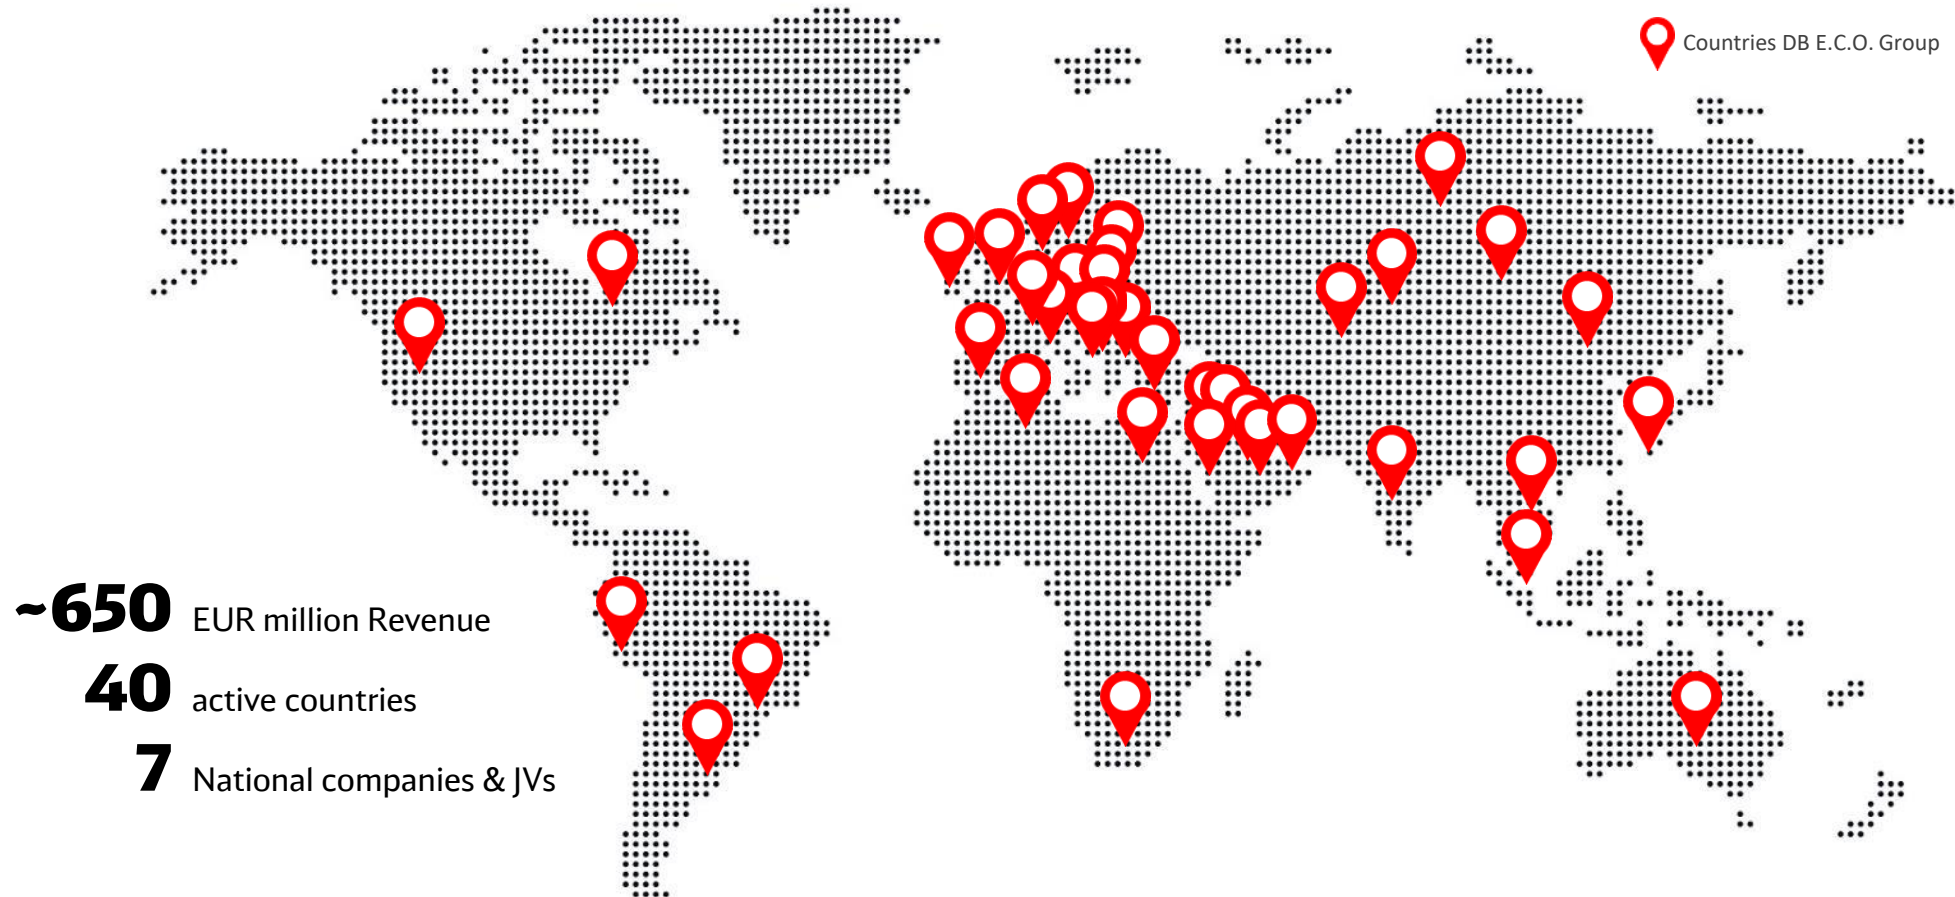 Countries DB E.C.O. Group
~650 EUR million Revenue
40 active countries
7 National companies & JVs